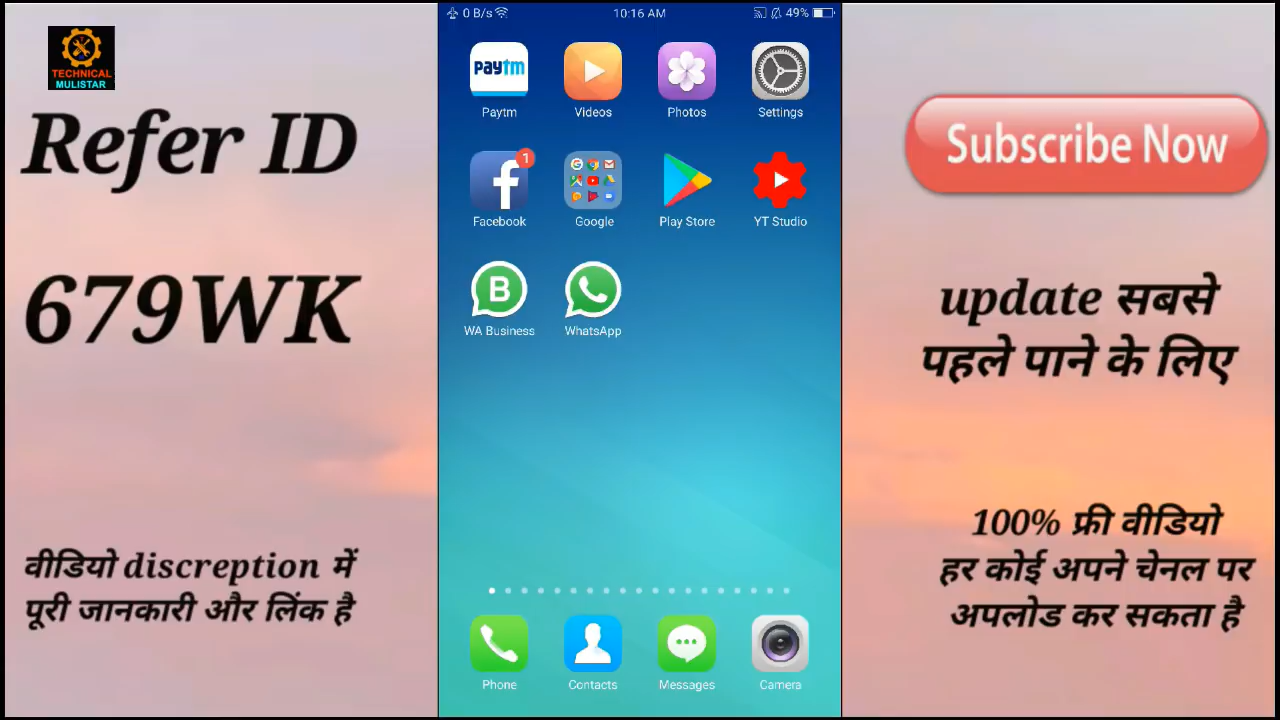 TECHNICAL
MULISTAR
Refer ID
679WK
वीडियो discreption में
पूरी जानकारी और लिंक है
0 B/s
10:16 AM
49%
Paytm
Paytm
Videos
Photos
Settings
1
Facebook
Google
Play Store
YT Studio
B
WA Business
WhatsApp
Phone
Contacts
Messages
Camera
Subscribe Now
update सबसे
पहले पाने के लिए
100% फ्री वीडियो
हर कोई अपने चेनल पर
अपलोड कर सकता है